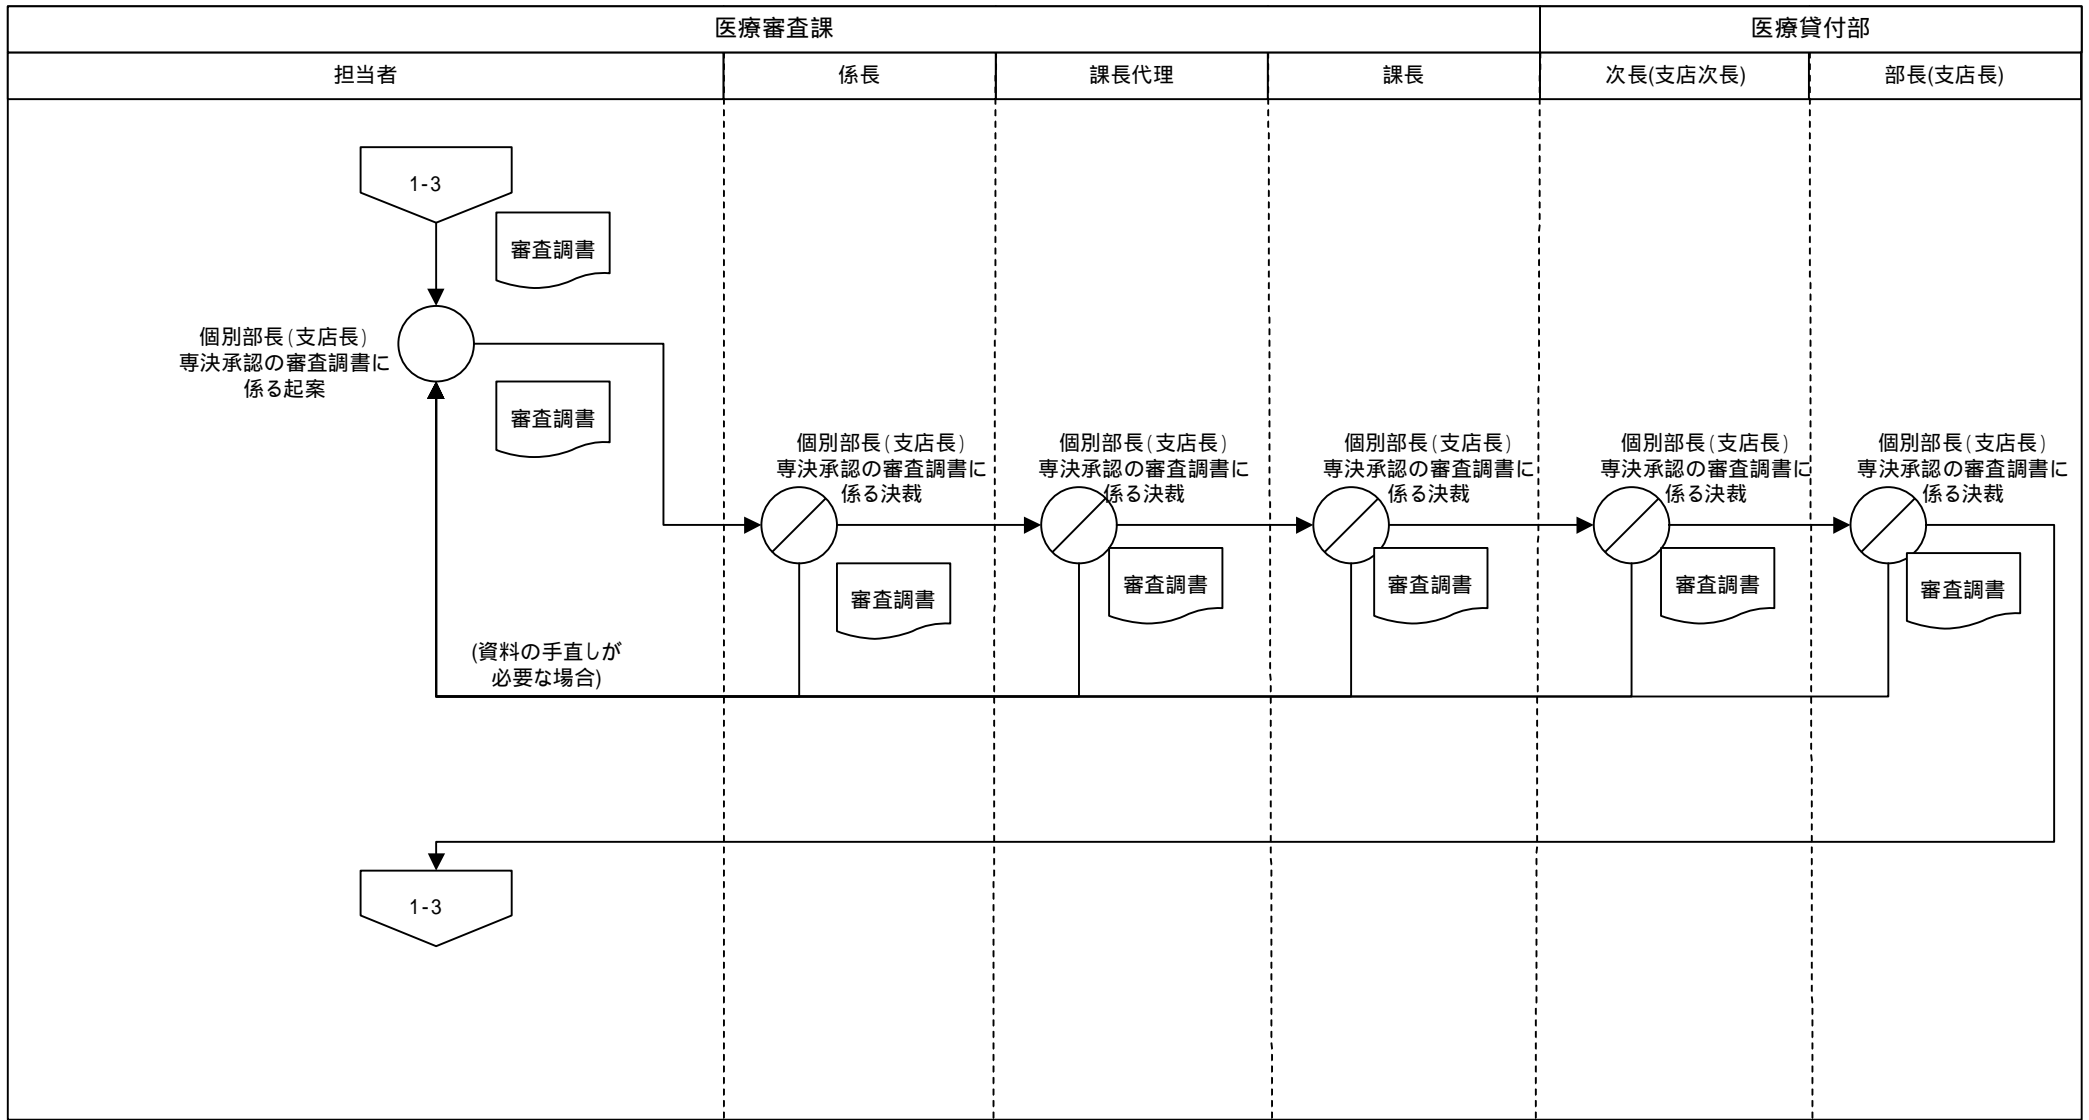 医療審査課
医療貸付部
担当者
係長
課長代理
課長
次長(支店次長)
部長(支店長)
1-3
審査調書
個別部長(支店長)
専決承認の審査調書に
係る起案
審査調書
個別部長(支店長)
専決承認の審査調書に
係る決裁
審査調書
個別部長(支店長)
専決承認の審査調書に
係る決裁
審査調書
個別部長(支店長)
専決承認の審査調書に
係る決裁
審査調書
個別部長(支店長)
専決承認の審査調書に
係る決裁
審査調書
個別部長(支店長)
専決承認の審査調書に
係る決裁
審査調書
(資料の手直しが
必要な場合)
1-3